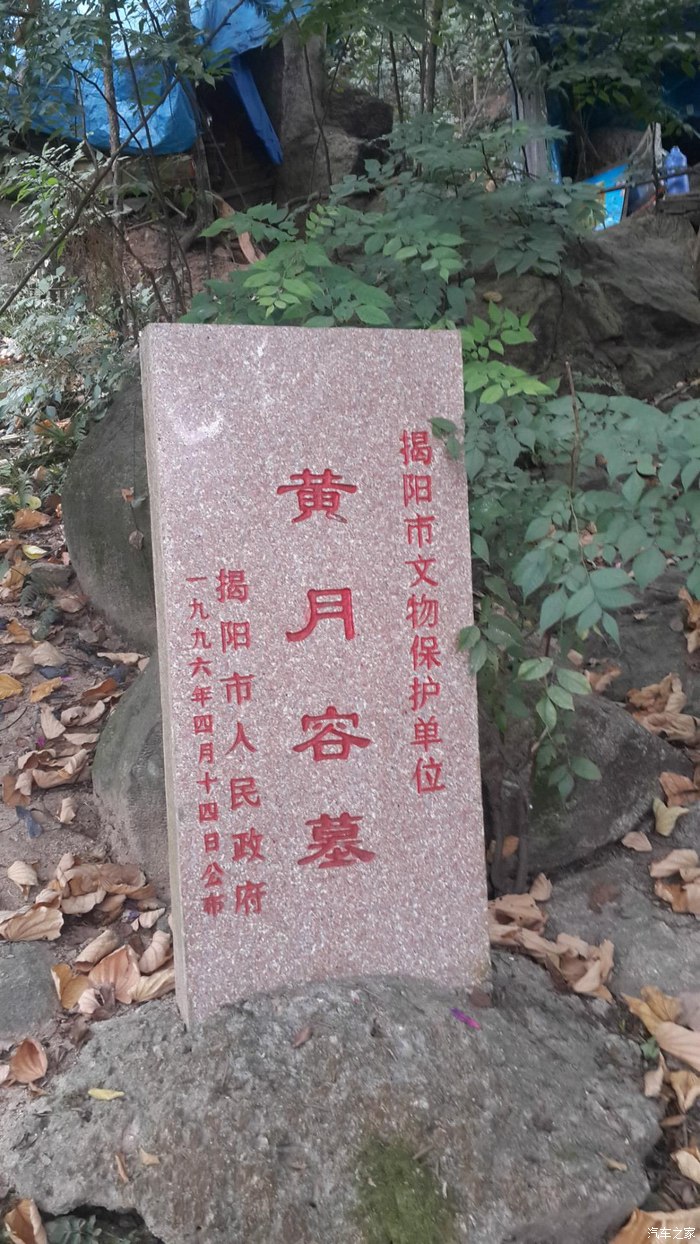 揭阳市文物保护单位
黄月容墓
揭阳市人民政府
一九九六年四月十四日公布
汽车之家